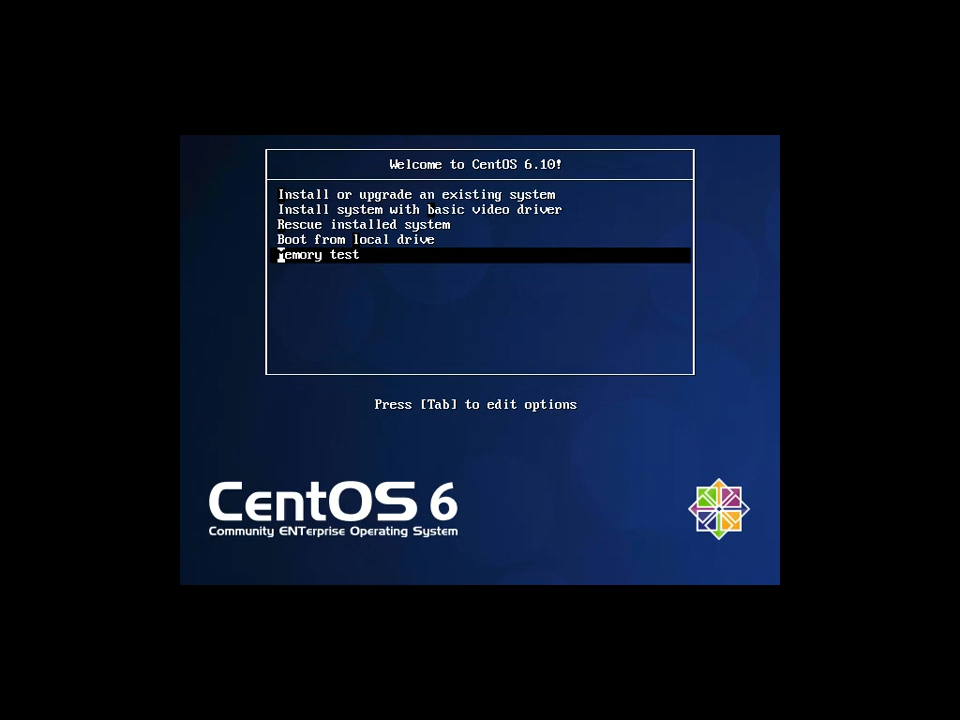 Welcome to CentOS 6.10!
Install or upgrade an existing system
Install system with basic video driver
Rescue installed system
Boot from local drive
Memory test
Press [Tab] to edit options
CentOS 6
Community ENTerprise Operating System